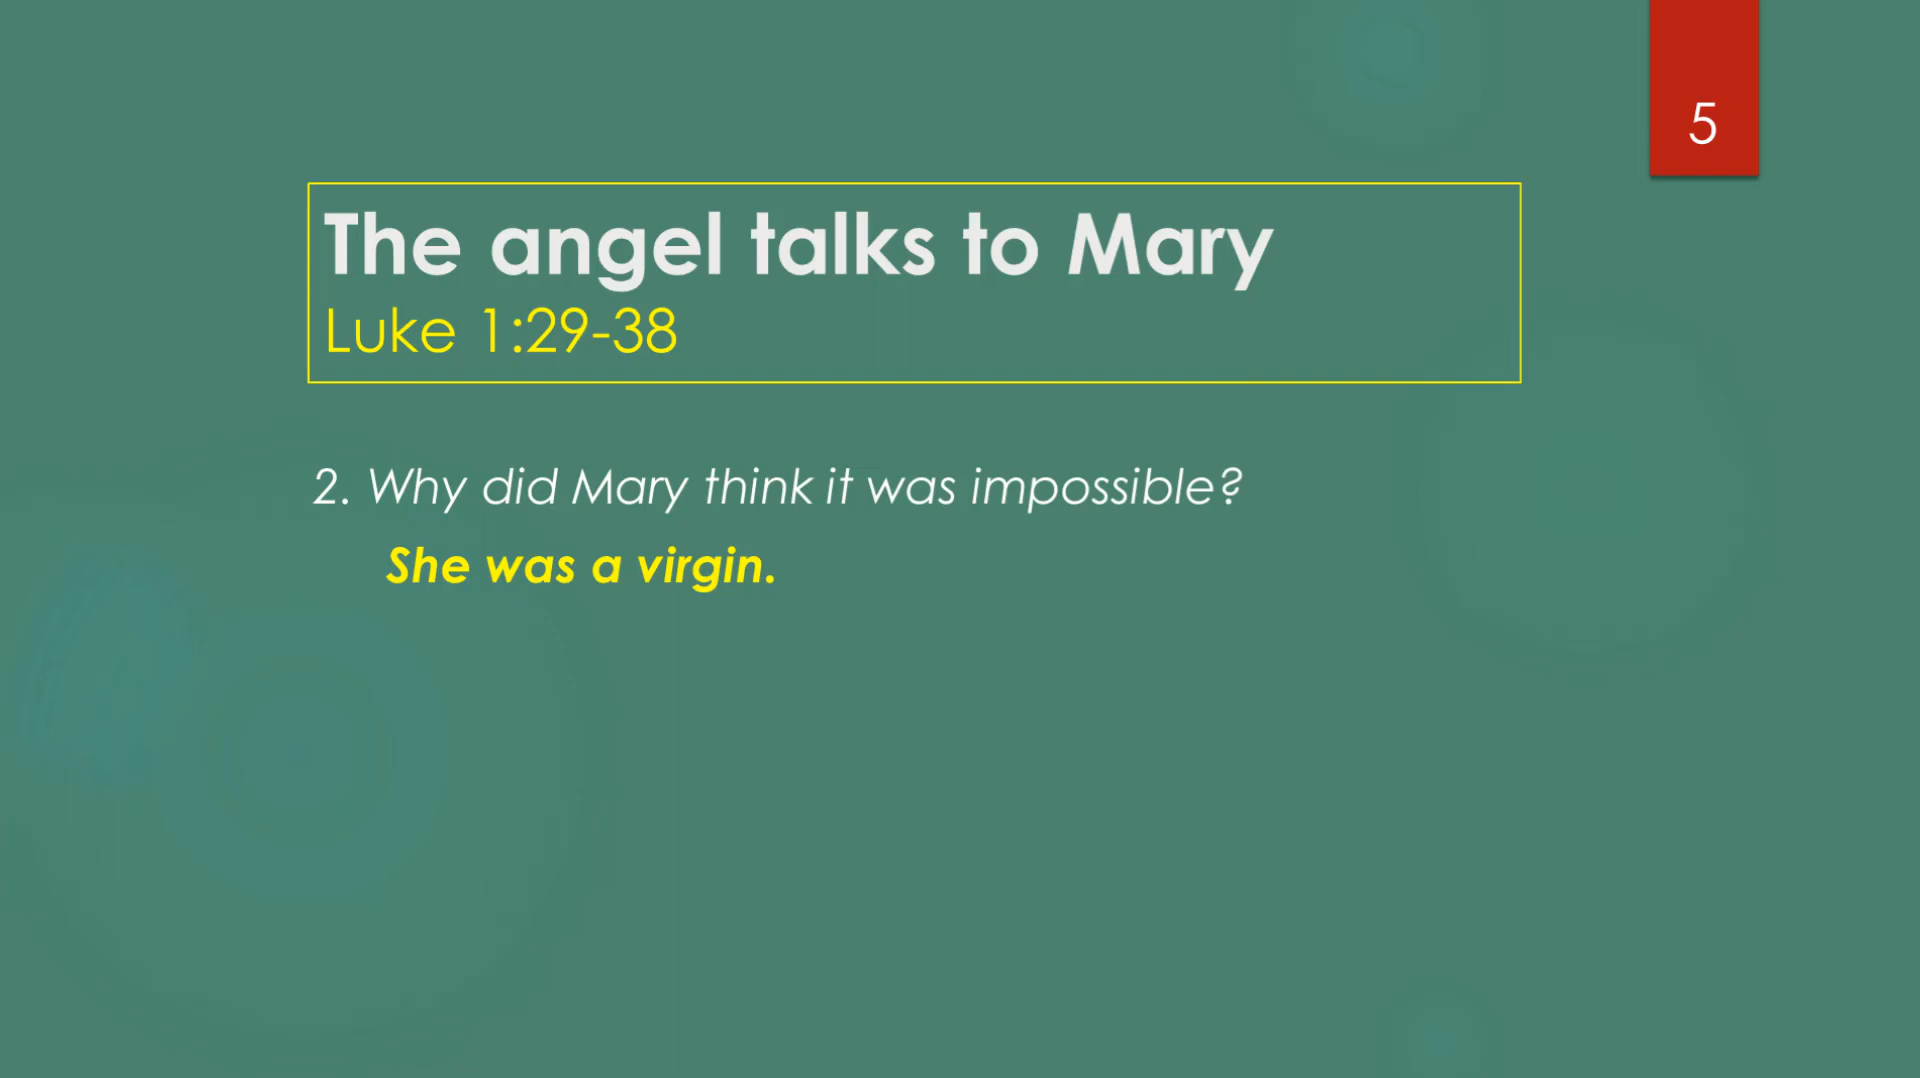 5
The angel talks to Mary
Luke 1:29-38
2. Why did Mary think it was impossible?
She was a virgin.